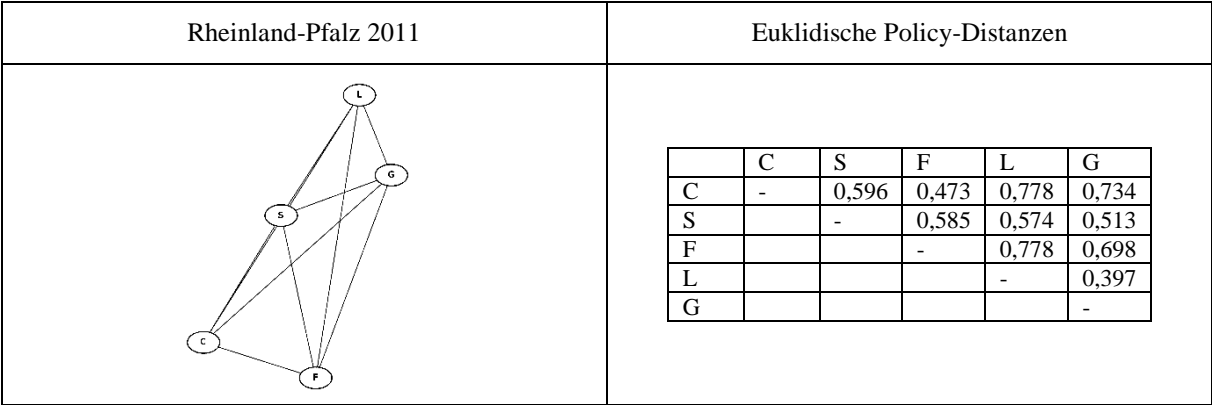 Rheinland-Pfalz 2011
Euklidische Policy-Distanzen
L
G
S
C
F
C S F L G
C - 0,596 0,473 0,778 0,734
S - 0,585 0,574 0,513
F - 0,778 0,698
L - 0,397
G -